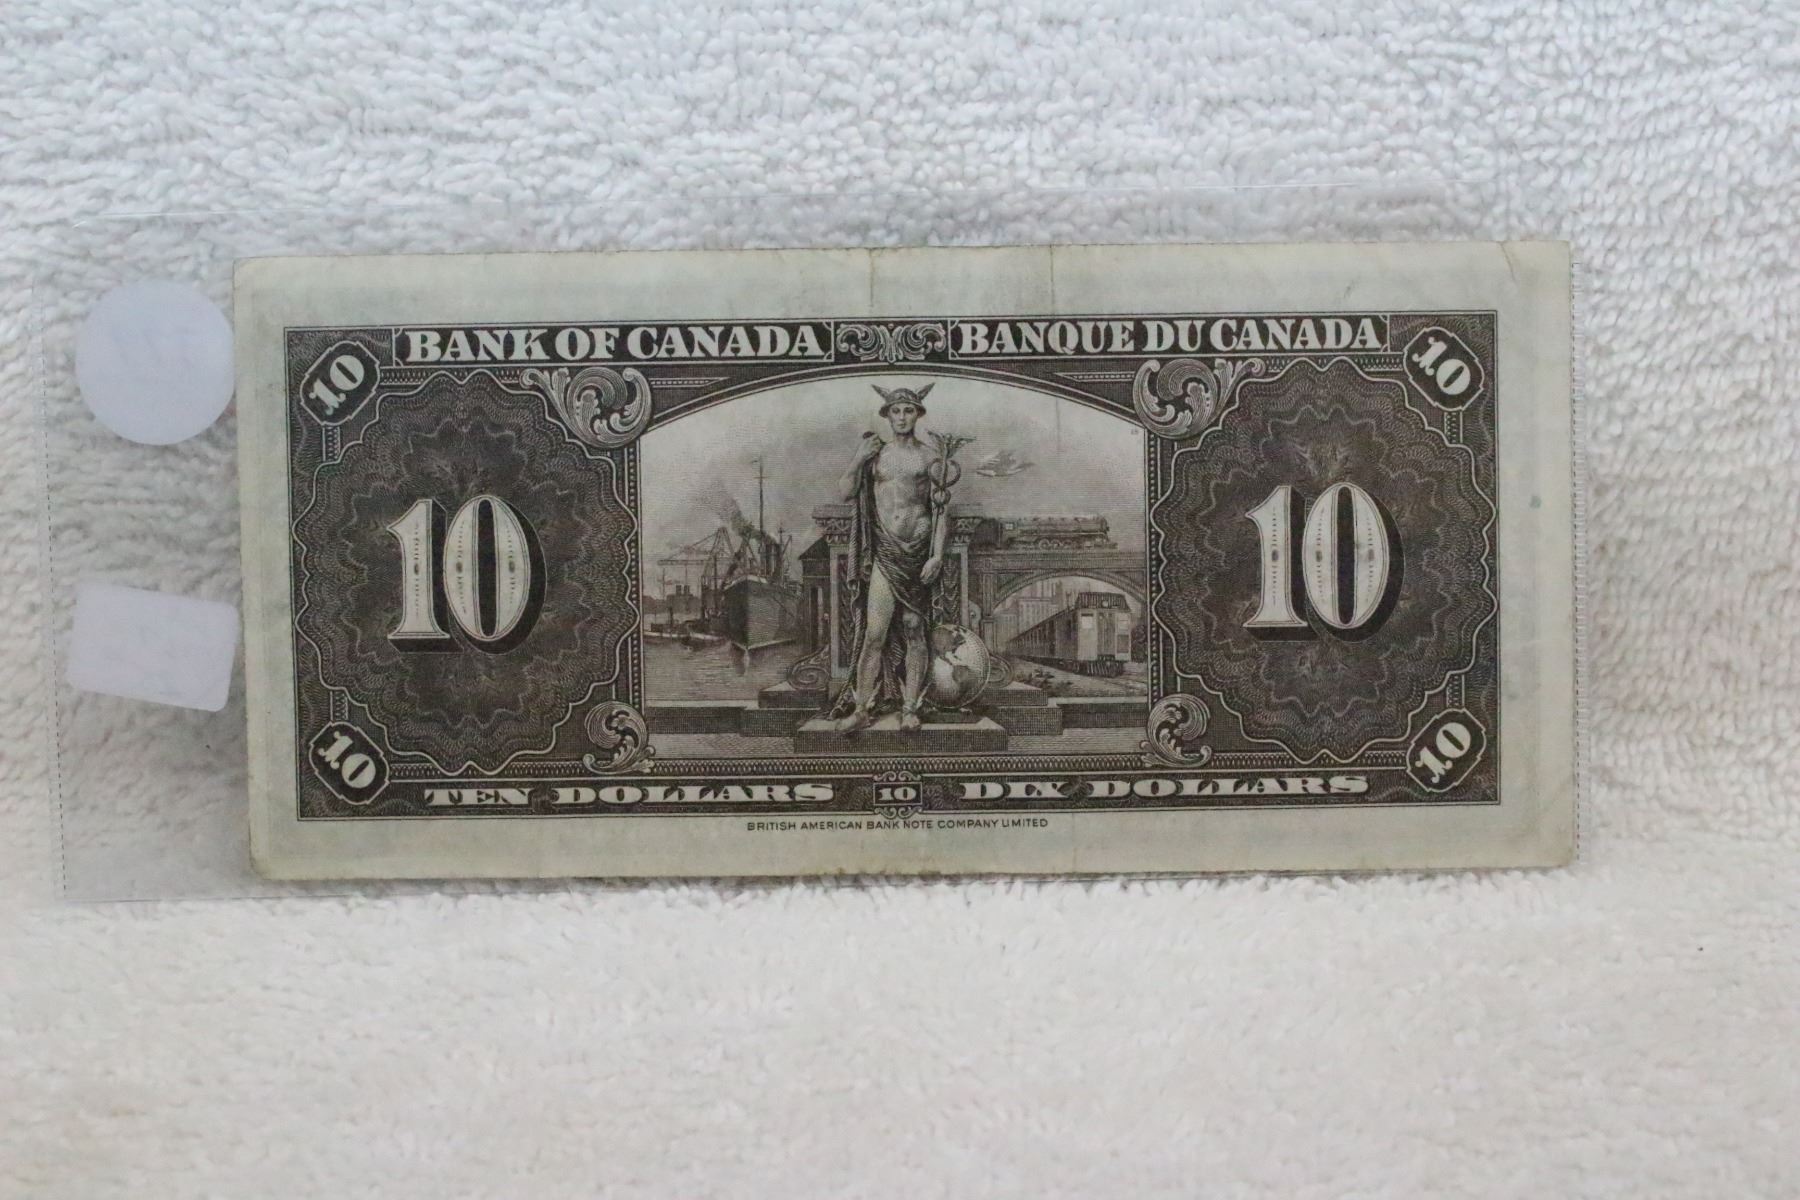 BANK OF CANADA BANQUE DU CANADA
10 10
10 10
10 10
TEN DOLLARS 10 DIX DOLLARS
BRITISH AMERICAN BANK NOTE COMPANY LIMITED